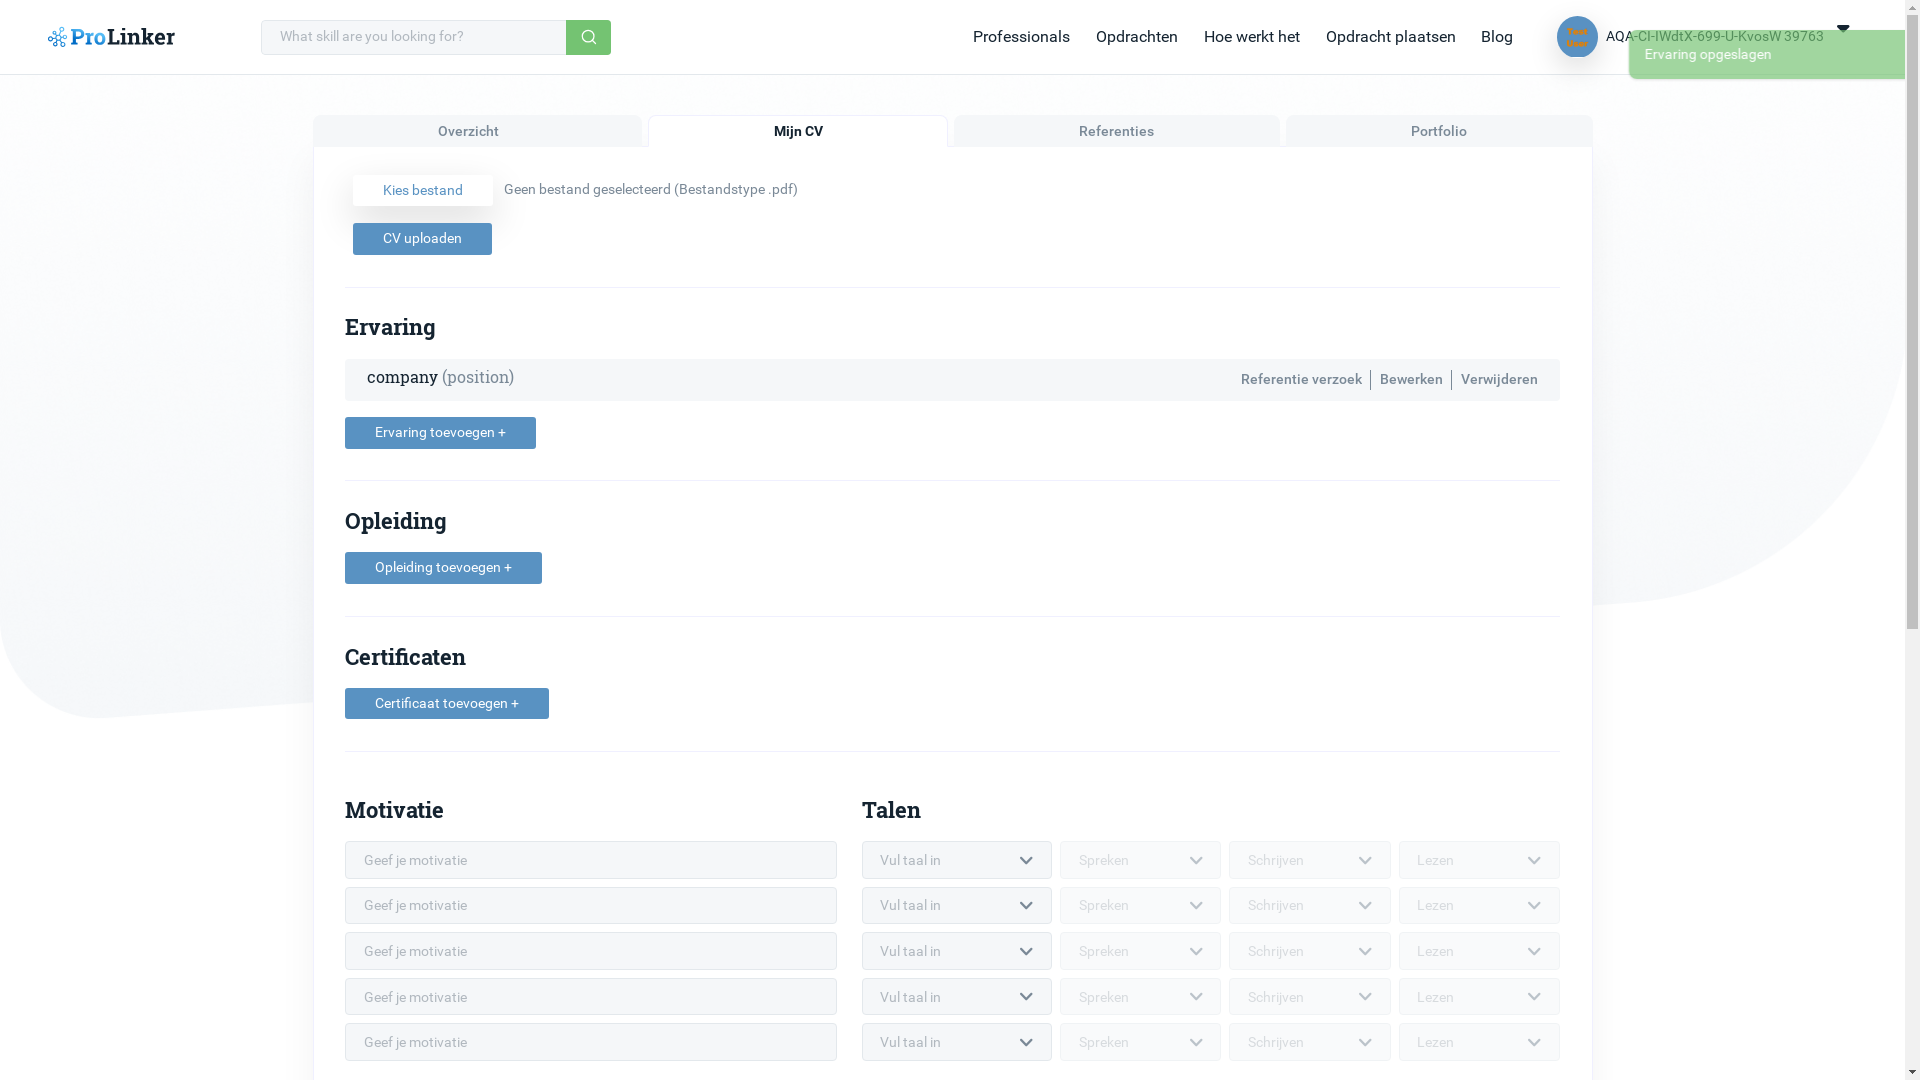 ProLinker
What skill are you looking for?
Professionals Opdrachten Hoe werkt het Opdracht plaatsen Blog
Test
User
AQA-CI-IWdtX-699-U-KvosW 39763
Ervaring opgeslagen
Overzicht Mijn CV Referenties Portfolio
Kies bestand Geen bestand geselecteerd (Bestandstype .pdf)
CV uploaden
Ervaring
company (position) Referentie verzoek Bewerken Verwijderen
Ervaring toevoegen +
Opleiding
Opleiding toevoegen +
Certificaten
Certificaat toevoegen +
Motivatie Talen
Geef je motivatie Vul taal in Spreken Schrijven Lezen
Geef je motivatie Vul taal in Spreken Schrijven Lezen
Geef je motivatie Vul taal in Spreken Schrijven Lezen
Geef je motivatie Vul taal in Spreken Schrijven Lezen
Geef je motivatie Vul taal in Spreken Schrijven Lezen